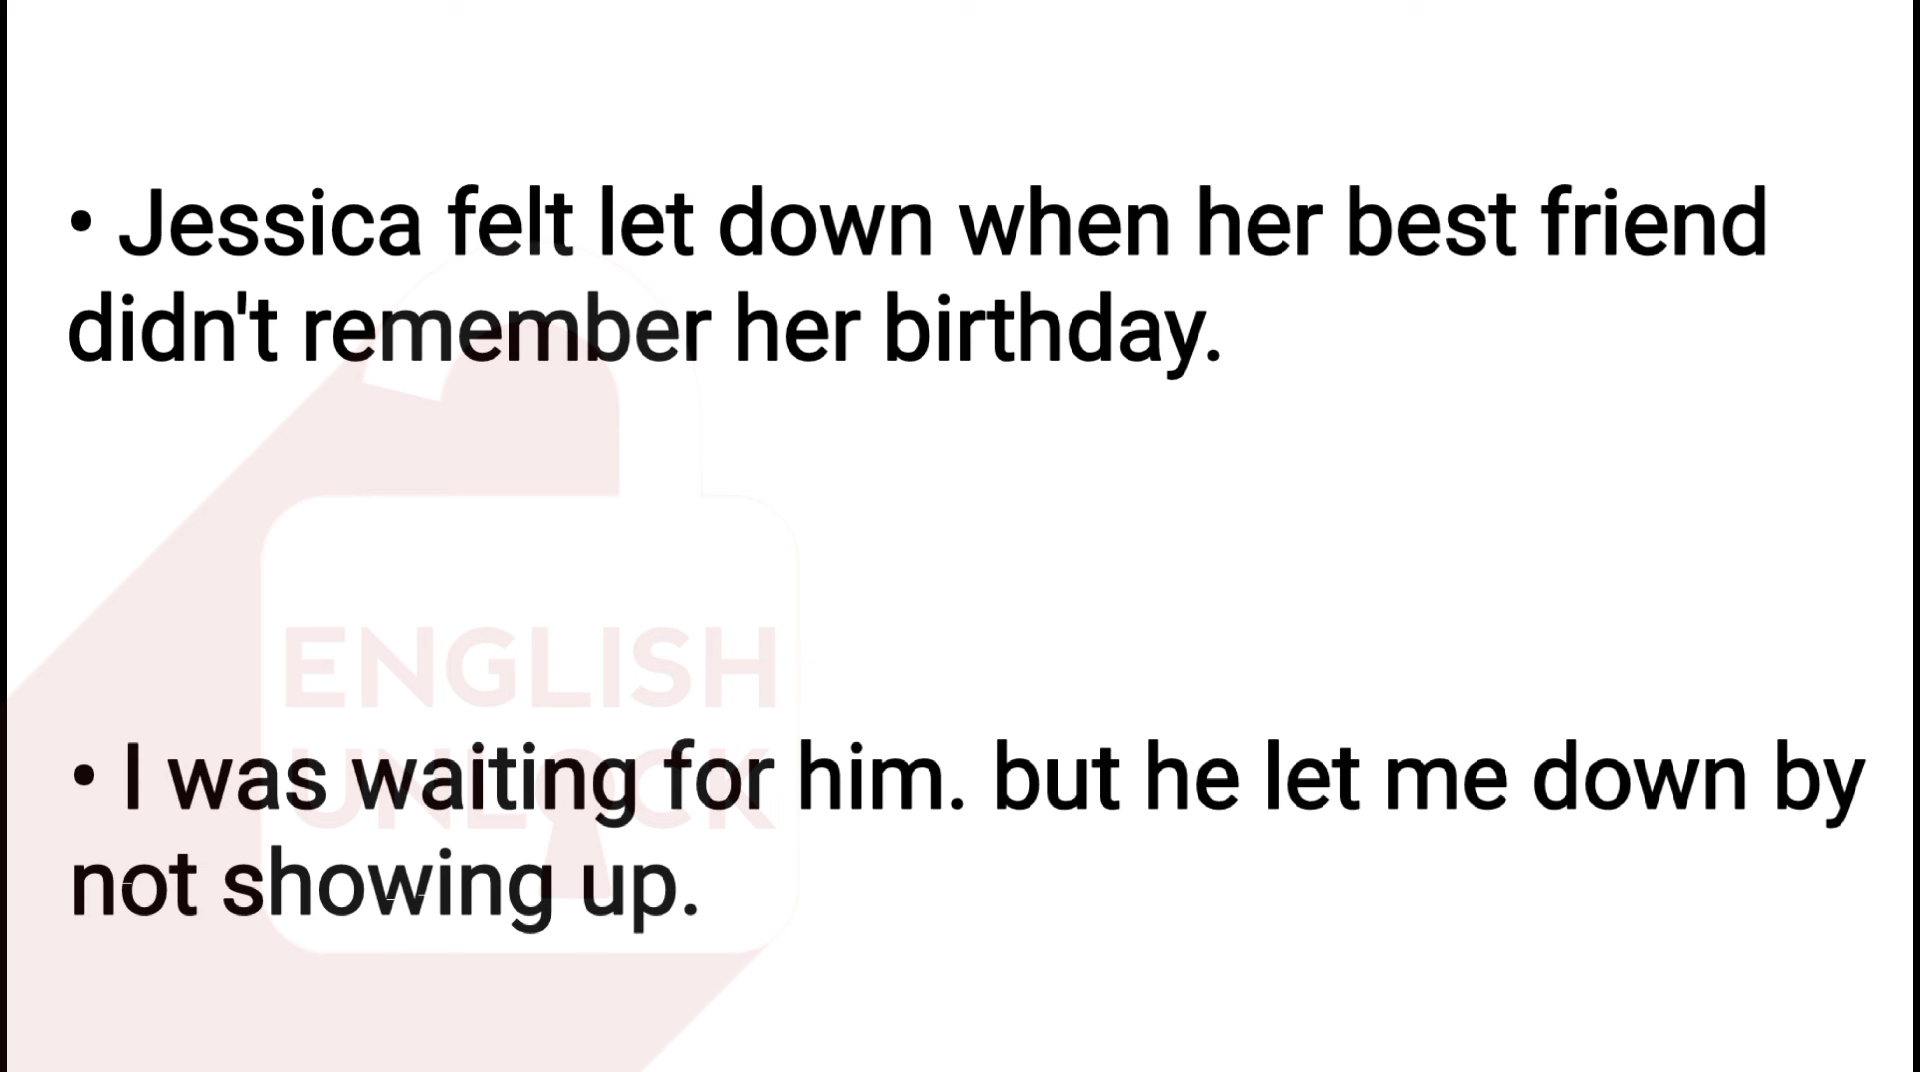 • Jessica felt let down when her best friend
didn't remember her birthday.
ENGLISH
UNLOCK
• I was waiting for him. but he let me down by
not showing up.